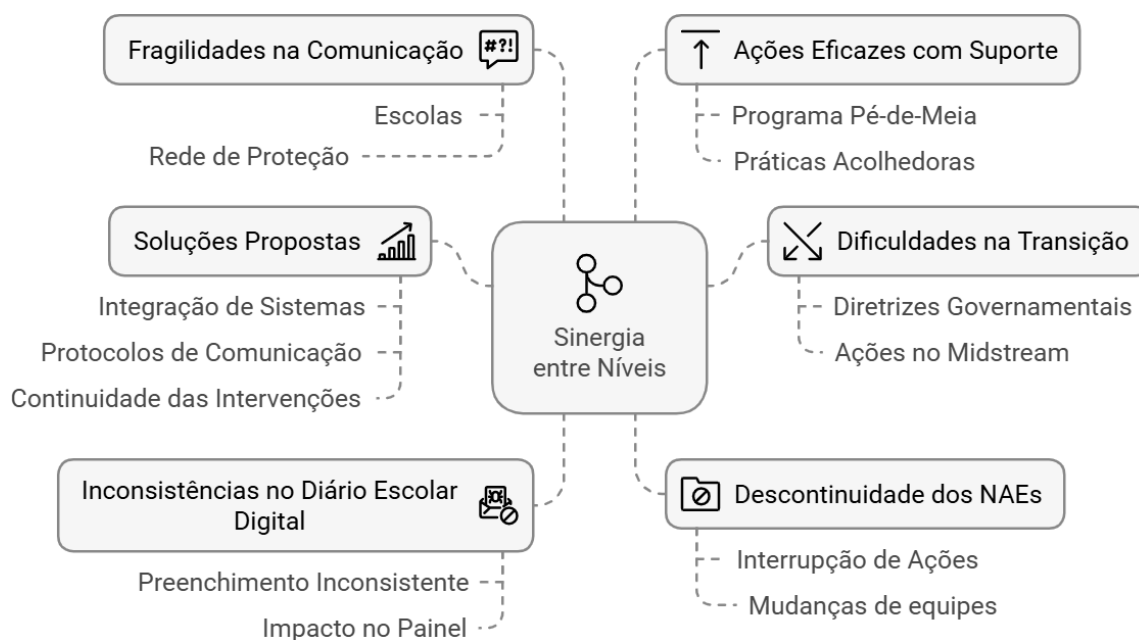 Fragilidades na Comunicação
#?!
Escolas
Rede de Proteção
Ações Eficazes com Suporte
Programa Pé-de-Meia
Práticas Acolhedoras
Soluções Propostas
Integração de Sistemas
Protocolos de Comunicação
Continuidade das Intervenções
Sinergia
entre Níveis
Dificuldades na Transição
Diretrizes Governamentais
Ações no Midstream
Inconsistências no Diário Escolar
Digital
Preenchimento Inconsistente
Impacto no Painel
Descontinuidade dos NAEs
Interrupção de Ações
Mudanças de equipes